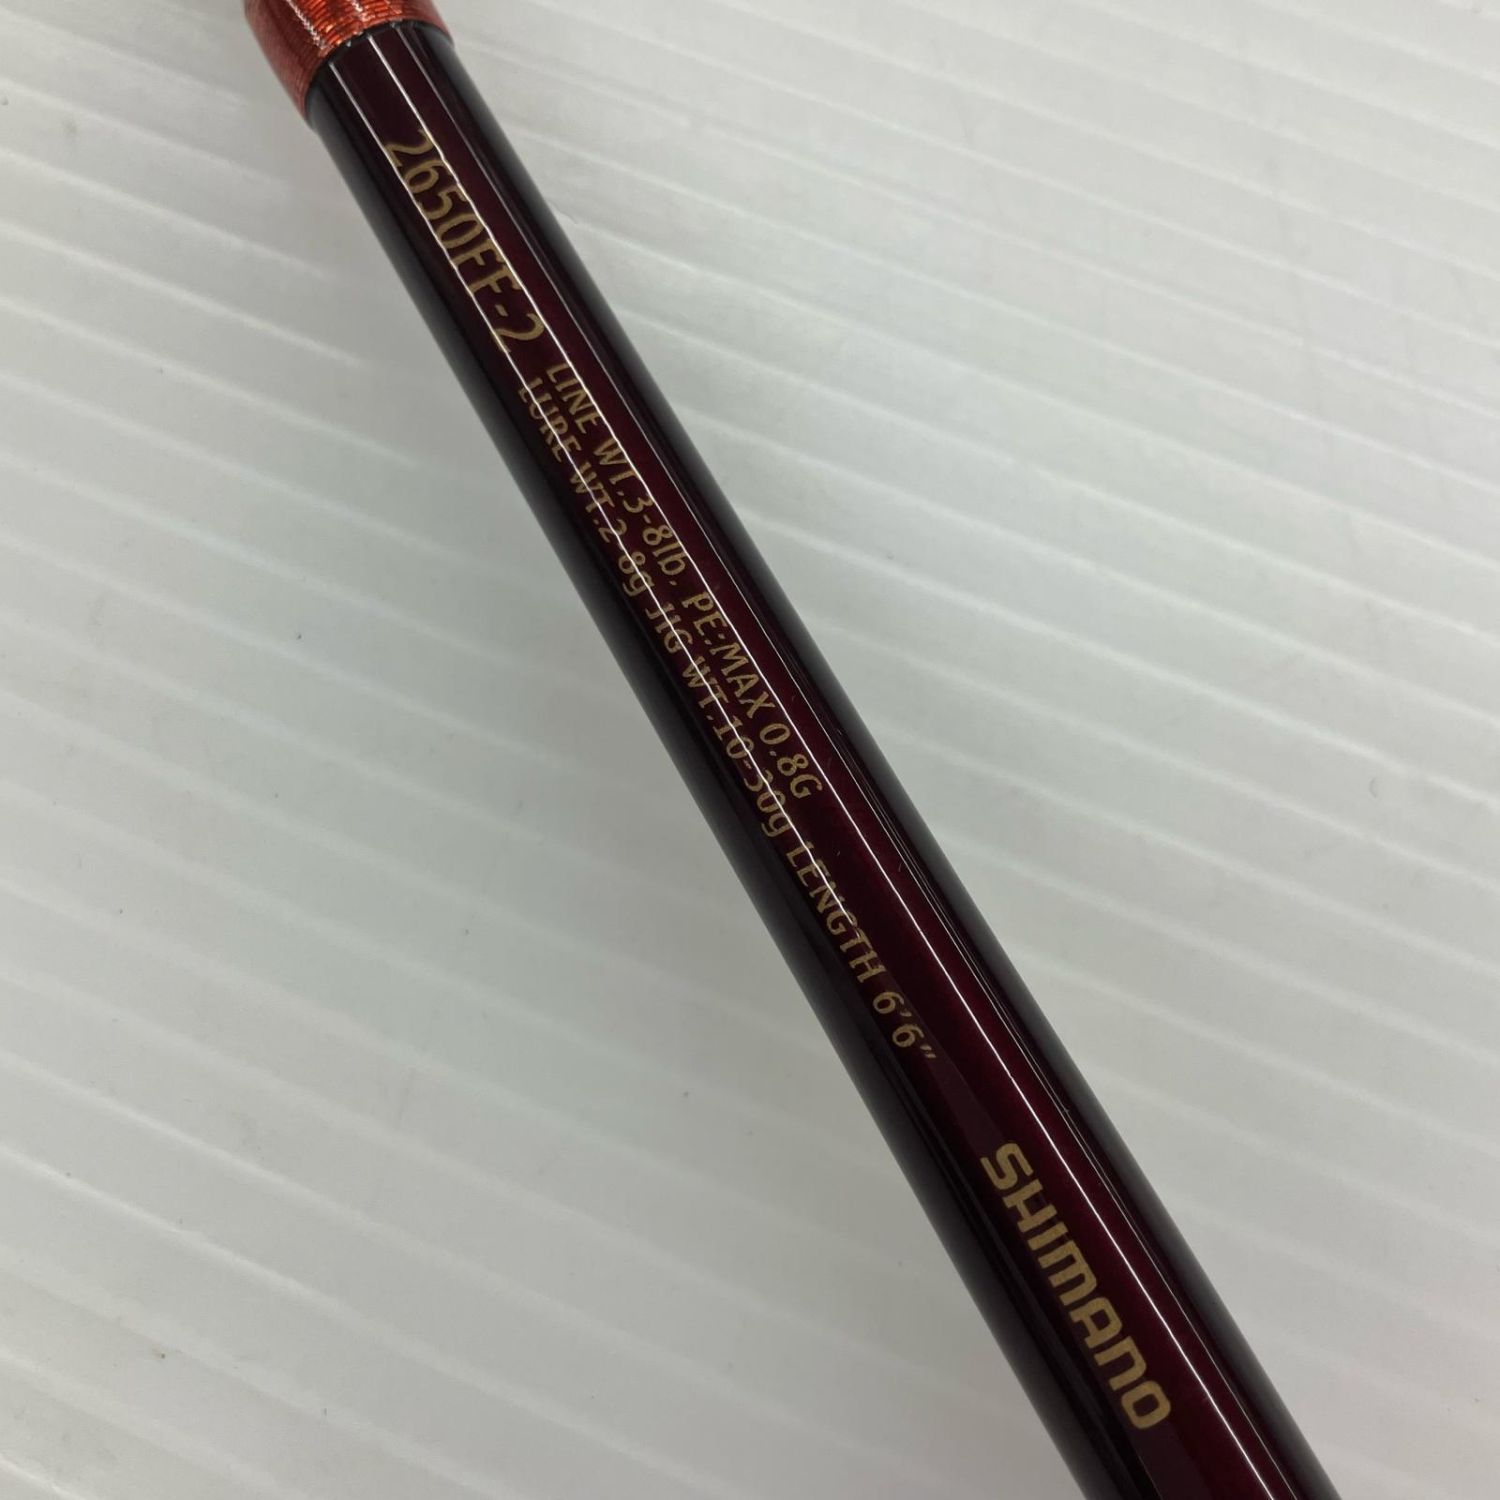 2650FF-2
LINE WT.3-8lb, PE:MAX 0.8G
LURE WT.2-8g JIG WT.10-30g LENGTH 6'6"
SHIMANO